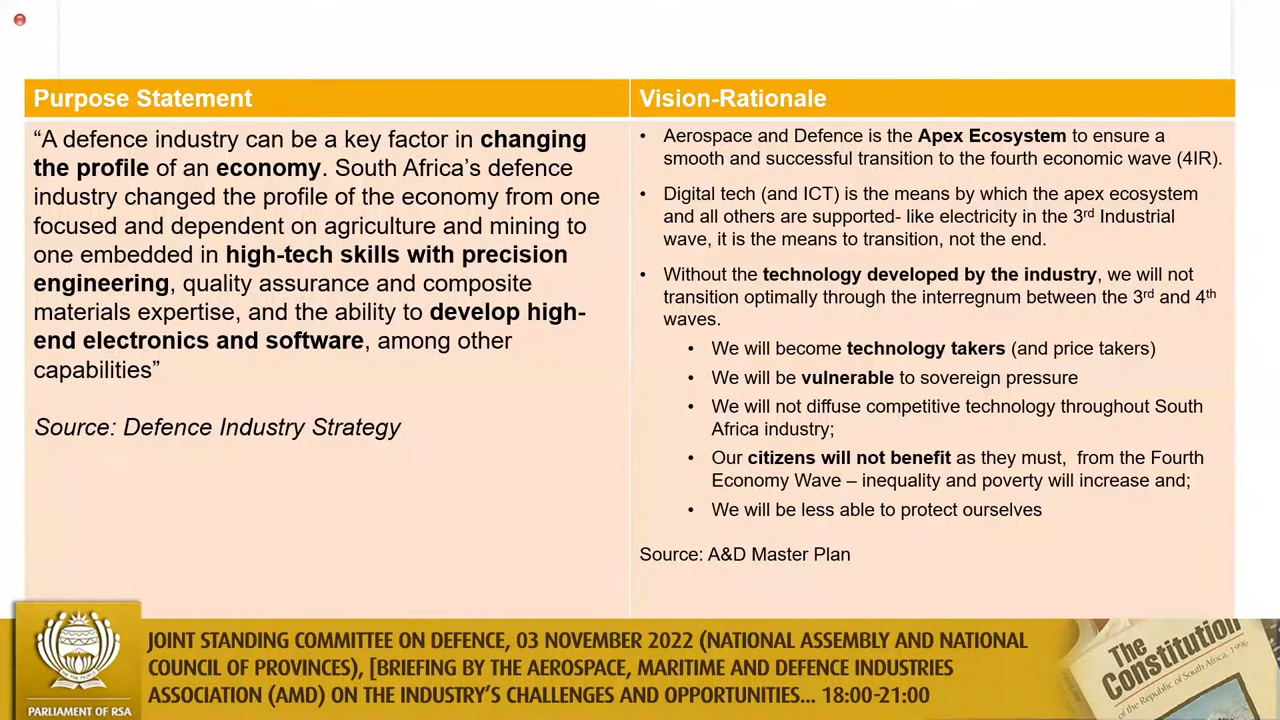 Purpose Statement
“A defence industry can be a key factor in changing
the profile of an economy. South Africa’s defence
industry changed the profile of the economy from one
focused and dependent on agriculture and mining to
one embedded in high-tech skills with precision
engineering, quality assurance and composite
materials expertise, and the ability to develop high-
end electronics and software, among other
capabilities”
Source: Defence Industry Strategy
Vision-Rationale
• Aerospace and Defence is the Apex Ecosystem to ensure a
smooth and successful transition to the fourth economic wave (4IR).
• Digital tech (and ICT) is the means by which the apex ecosystem
and all others are supported- like electricity in the 3rd Industrial
wave, it is the means to transition, not the end.
• Without the technology developed by the industry, we will not
transition optimally through the interregnum between the 3rd and 4th
waves.
• We will become technology takers (and price takers)
• We will be vulnerable to sovereign pressure
• We will not diffuse competitive technology throughout South
Africa industry;
• Our citizens will not benefit as they must, from the Fourth
Economy Wave – inequality and poverty will increase and;
• We will be less able to protect ourselves
Source: A&D Master Plan
PARLIAMENT OF RSA
JOINT STANDING COMMITTEE ON DEFENCE, 03 NOVEMBER 2022 (NATIONAL ASSEMBLY AND NATIONAL
COUNCIL OF PROVINCES), [BRIEFING BY THE AEROSPACE, MARITIME AND DEFENCE INDUSTRIES
ASSOCIATION (AMD) ON THE INDUSTRY’S CHALLENGES AND OPPORTUNITIES... 18:00-21:00
The
Constitution
of the Republic of South Africa, 1996